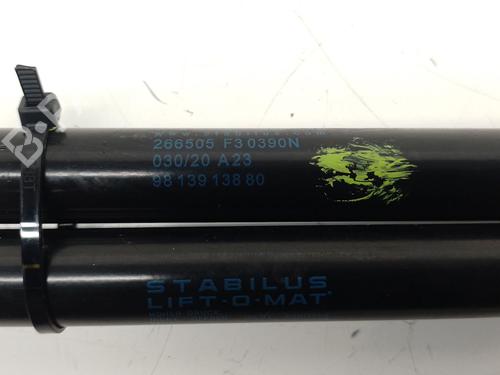 266505 F3 0390N
030/20 A23
98 139 138 80
STABILUS
LIFT-O-MAT®